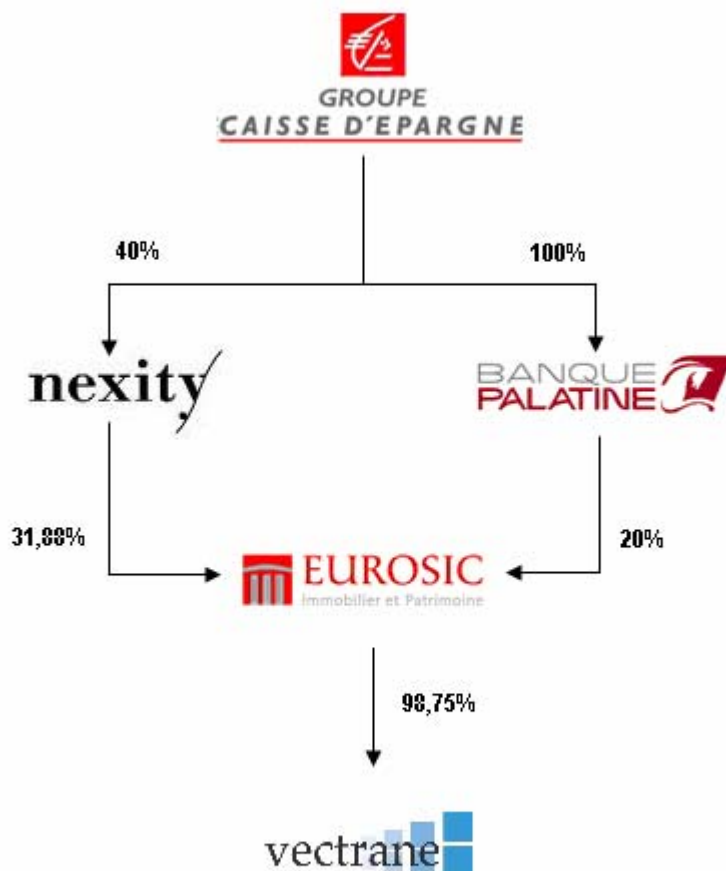 GROUPE
CAISSE D'EPARGNE
40%
100%
nexity
BANQUE
PALATINE
31,88%
20%
EUROSIC
Immobilier et Patrimoine
98,75%
vectrane